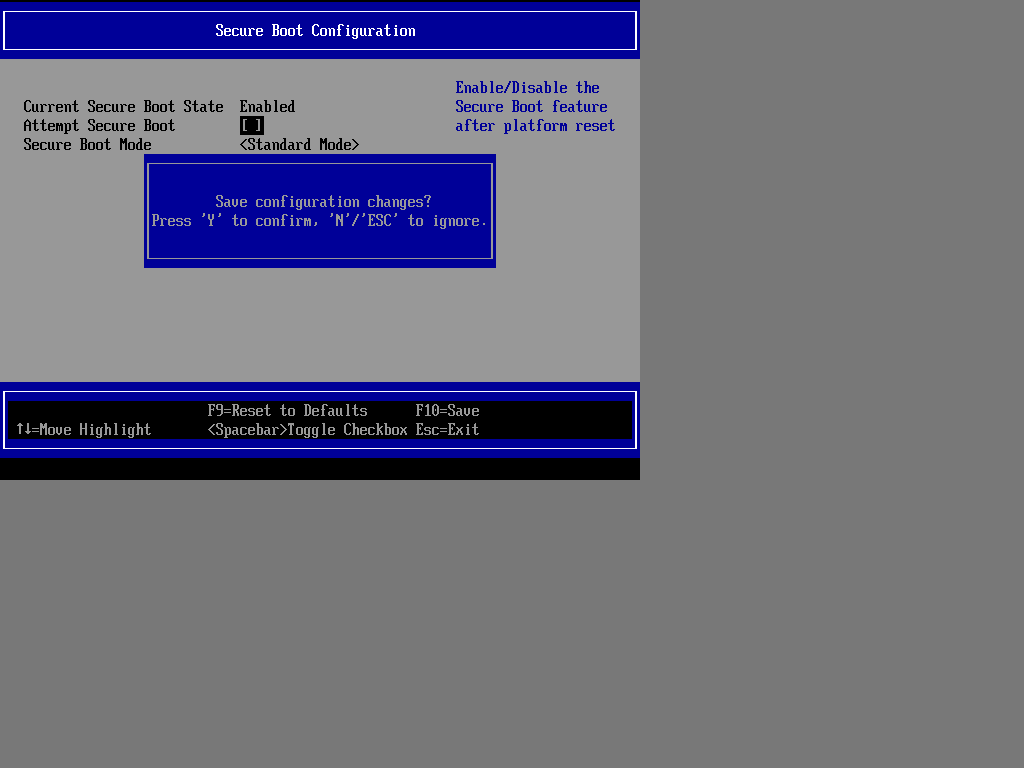 Secure Boot Configuration
Enable/Disable the
Current Secure Boot State Enabled Secure Boot feature
Attempt Secure Boot [ ] after platform reset
Secure Boot Mode <Standard Mode>
Save configuration changes?
Press 'Y' to confirm, 'N'/'ESC' to ignore.
F9=Reset to Defaults F10=Save
↑↓=Move Highlight <Spacebar>Toggle Checkbox Esc=Exit